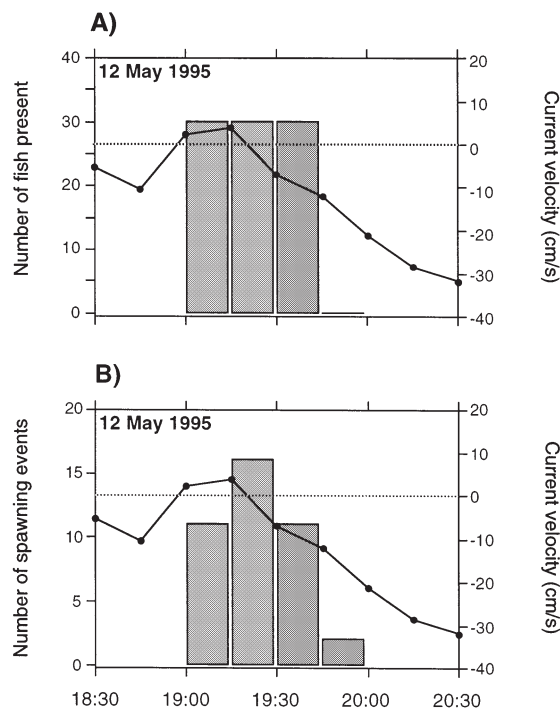 A)
12 May 1995
Number of fish present
40
30
20
10
0
Current velocity (cm/s)
20
10
0
-10
-20
-30
-40
B)
12 May 1995
Number of spawning events
20
15
10
5
0
Current velocity (cm/s)
20
10
0
-10
-20
-30
-40
18:30 19:00 19:30 20:00 20:30